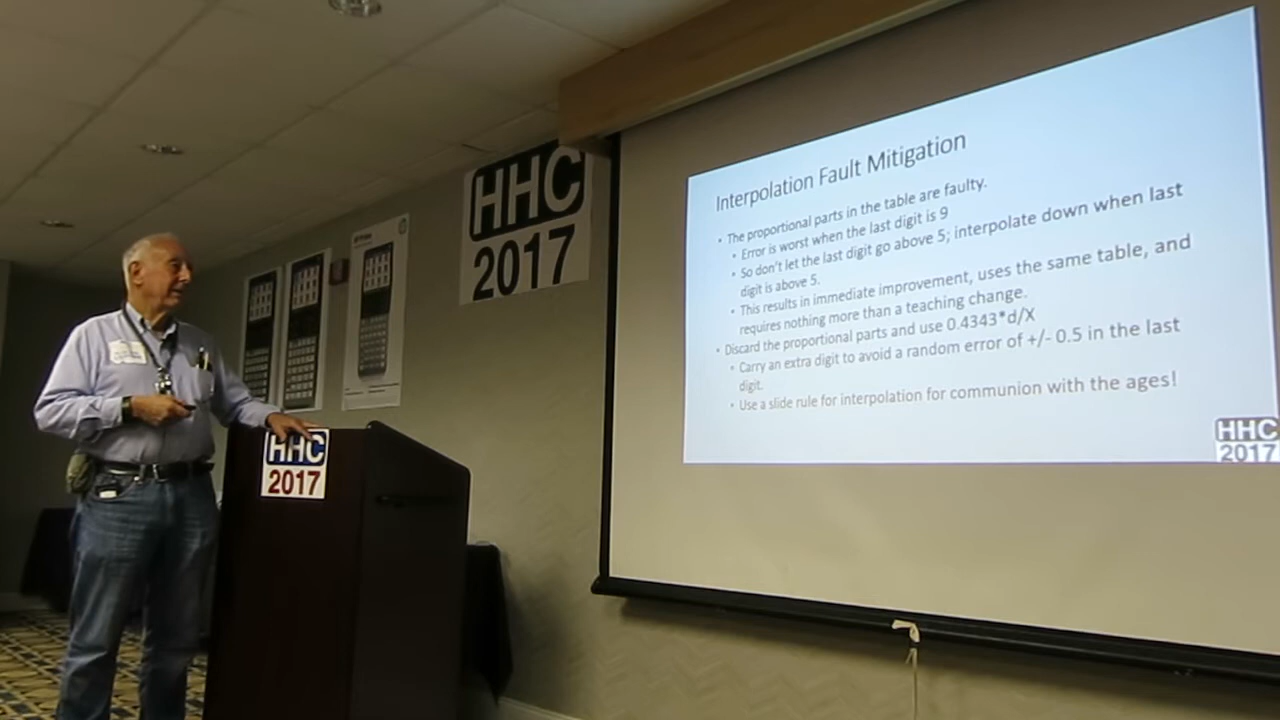 HHC
2017
HHC
2017
Interpolation Fault Mitigation
• The proportional parts in the table are faulty.
• Error is worst when the last digit is 9
• So don't let the last digit go above 5; interpolate down when last
digit is above 5.
• This results in immediate improvement, uses the same table, and
requires nothing more than a teaching change.
• Discard the proportional parts and use 0.4343*d/X
• Carry an extra digit to avoid a random error of +/- 0.5 in the last
digit.
• Use a slide rule for interpolation for communion with the ages!
HHC
2017